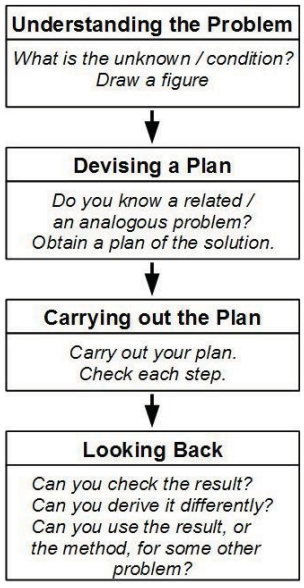 Understanding the Problem
What is the unknown / condition?
Draw a figure
Devising a Plan
Do you know a related /
an analogous problem?
Obtain a plan of the solution.
Carrying out the Plan
Carry out your plan.
Check each step.
Looking Back
Can you check the result?
Can you derive it differently?
Can you use the result, or
the method, for some other
problem?